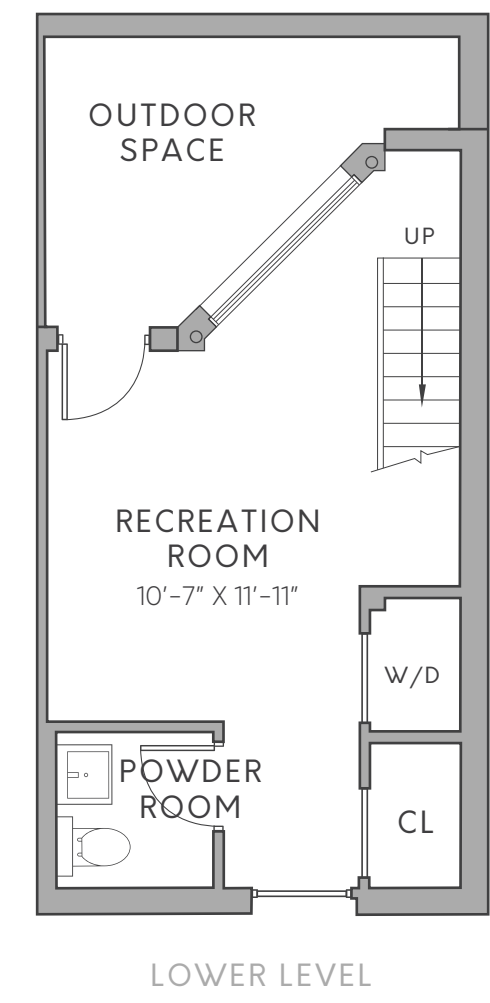 OUTDOOR
SPACE
UP
RECREATION
ROOM
10'-7" X 11'-11"
W/D
POWDER
ROOM
CL
LOWER LEVEL